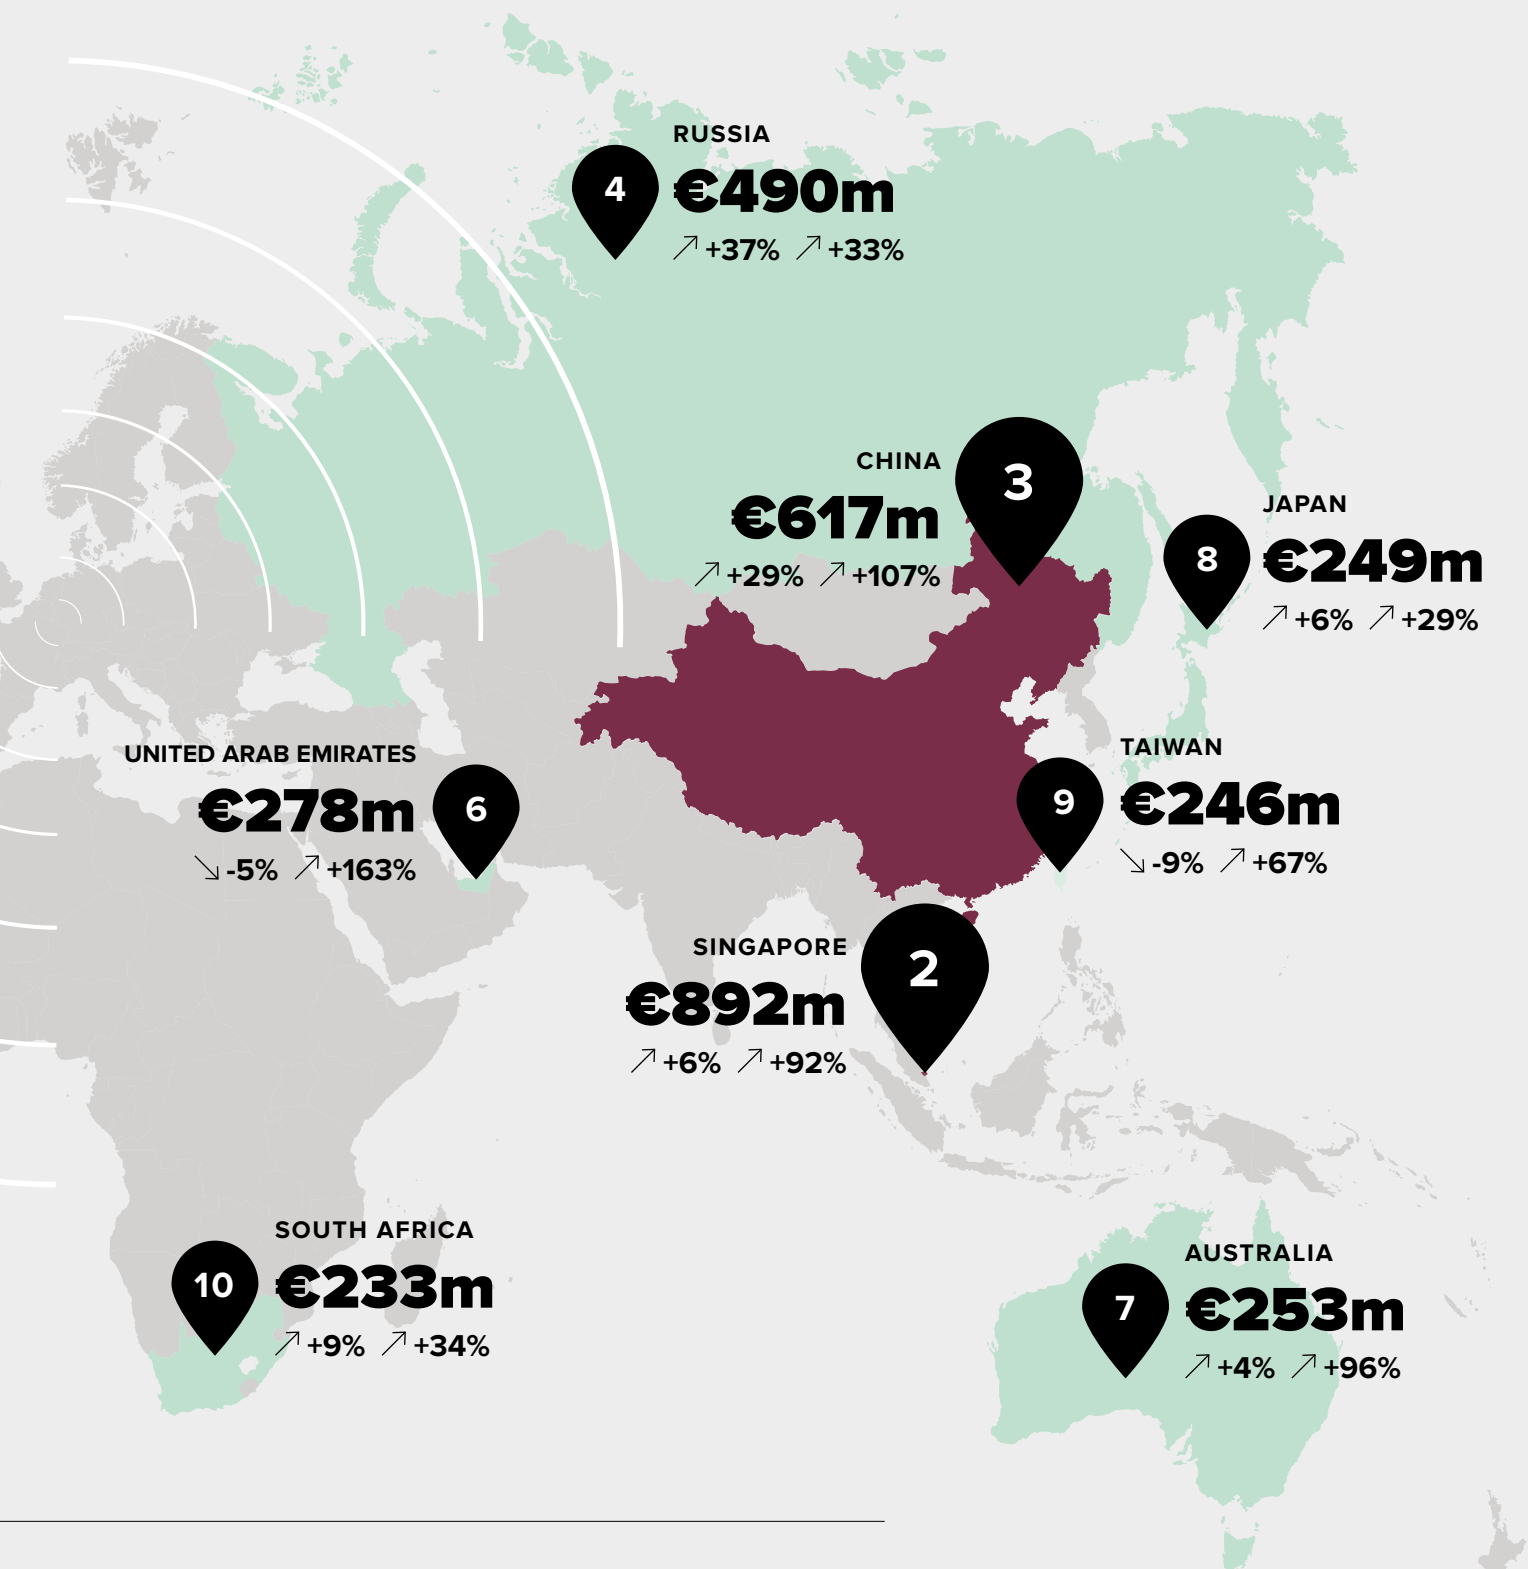 RUSSIA
4
€490m
↗ +37% ↗ +33%
CHINA
3
€617m
↗ +29% ↗ +107%
JAPAN
8
€249m
↗ +6% ↗ +29%
UNITED ARAB EMIRATES
6
€278m
↘ -5% ↗ +163%
TAIWAN
9
€246m
↘ -9% ↗ +67%
SINGAPORE
2
€892m
↗ +6% ↗ +92%
SOUTH AFRICA
10
€233m
↗ +9% ↗ +34%
AUSTRALIA
7
€253m
↗ +4% ↗ +96%